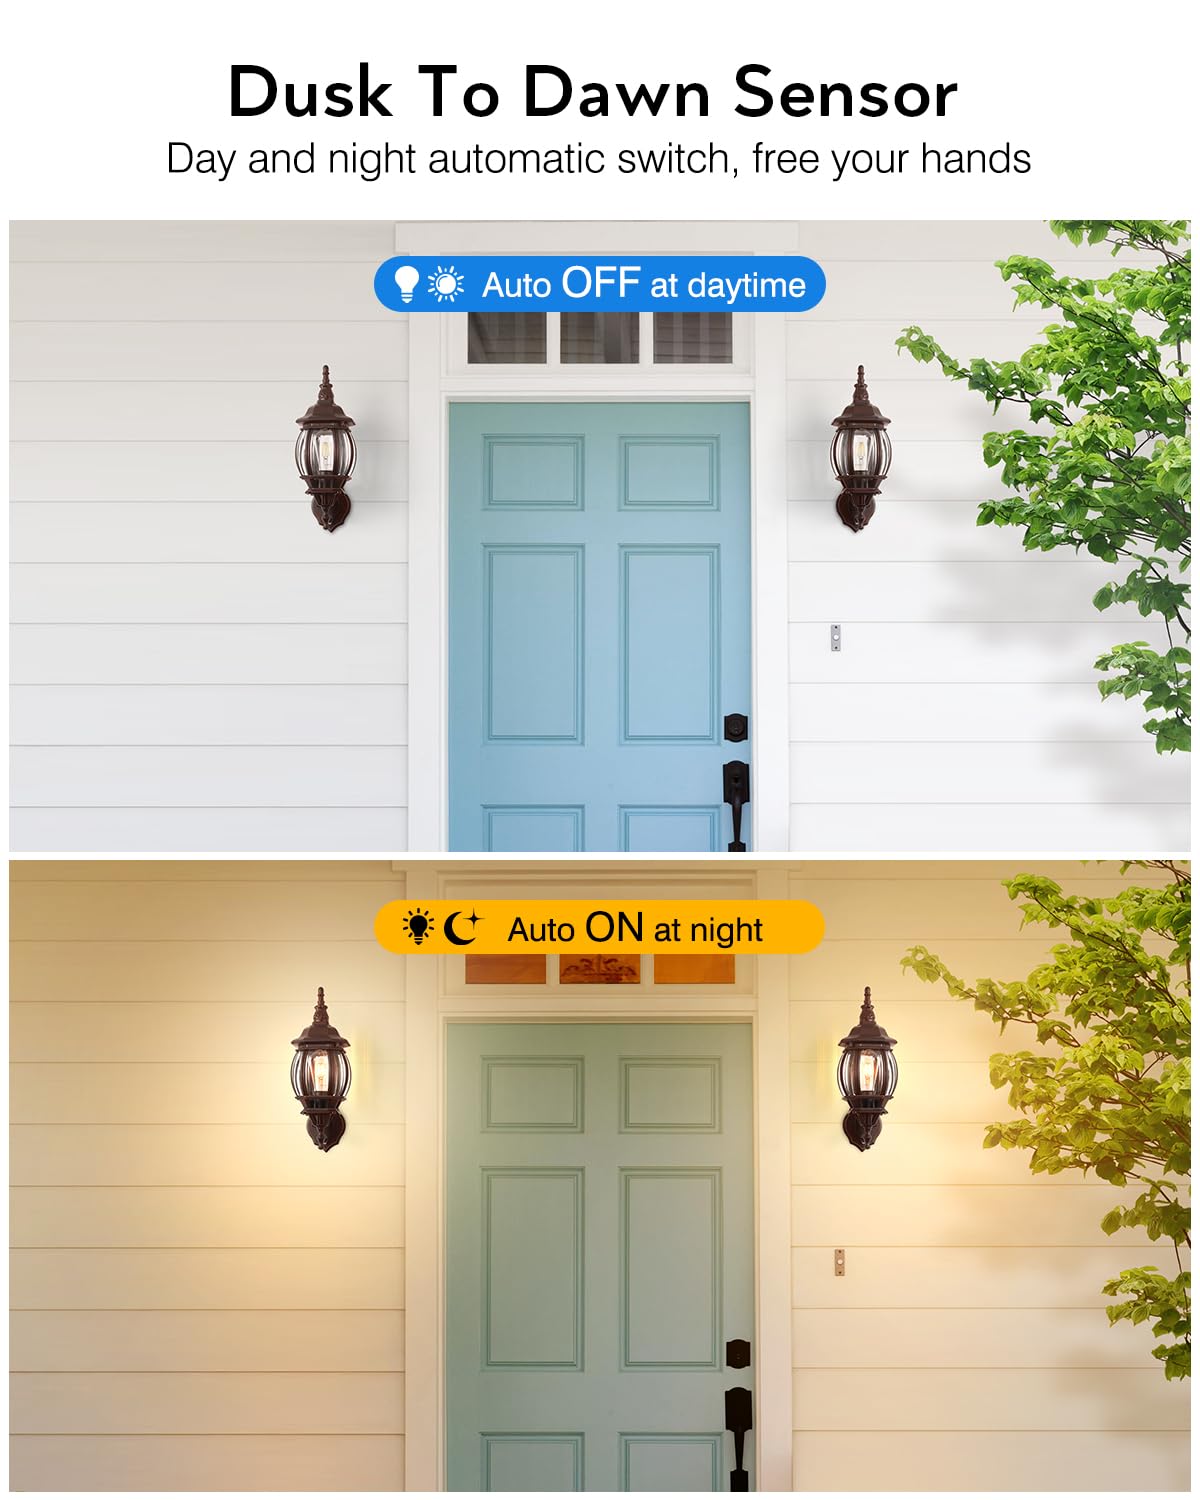 Dusk To Dawn Sensor
Day and night automatic switch, free your hands
Auto OFF at daytime
Auto ON at night